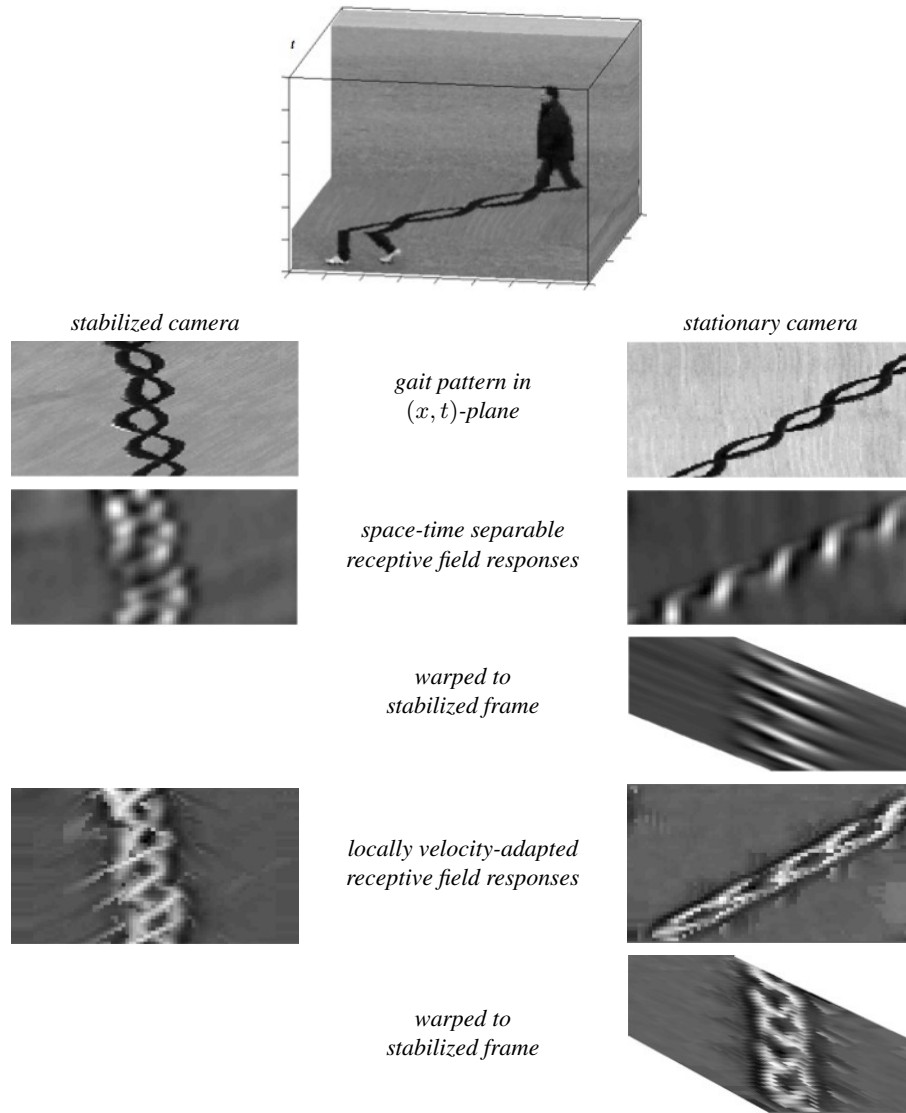 t
stabilized camera
stationary camera
gait pattern in
(x, t)-plane
space-time separable
receptive field responses
warped to
stabilized frame
locally velocity-adapted
receptive field responses
warped to
stabilized frame